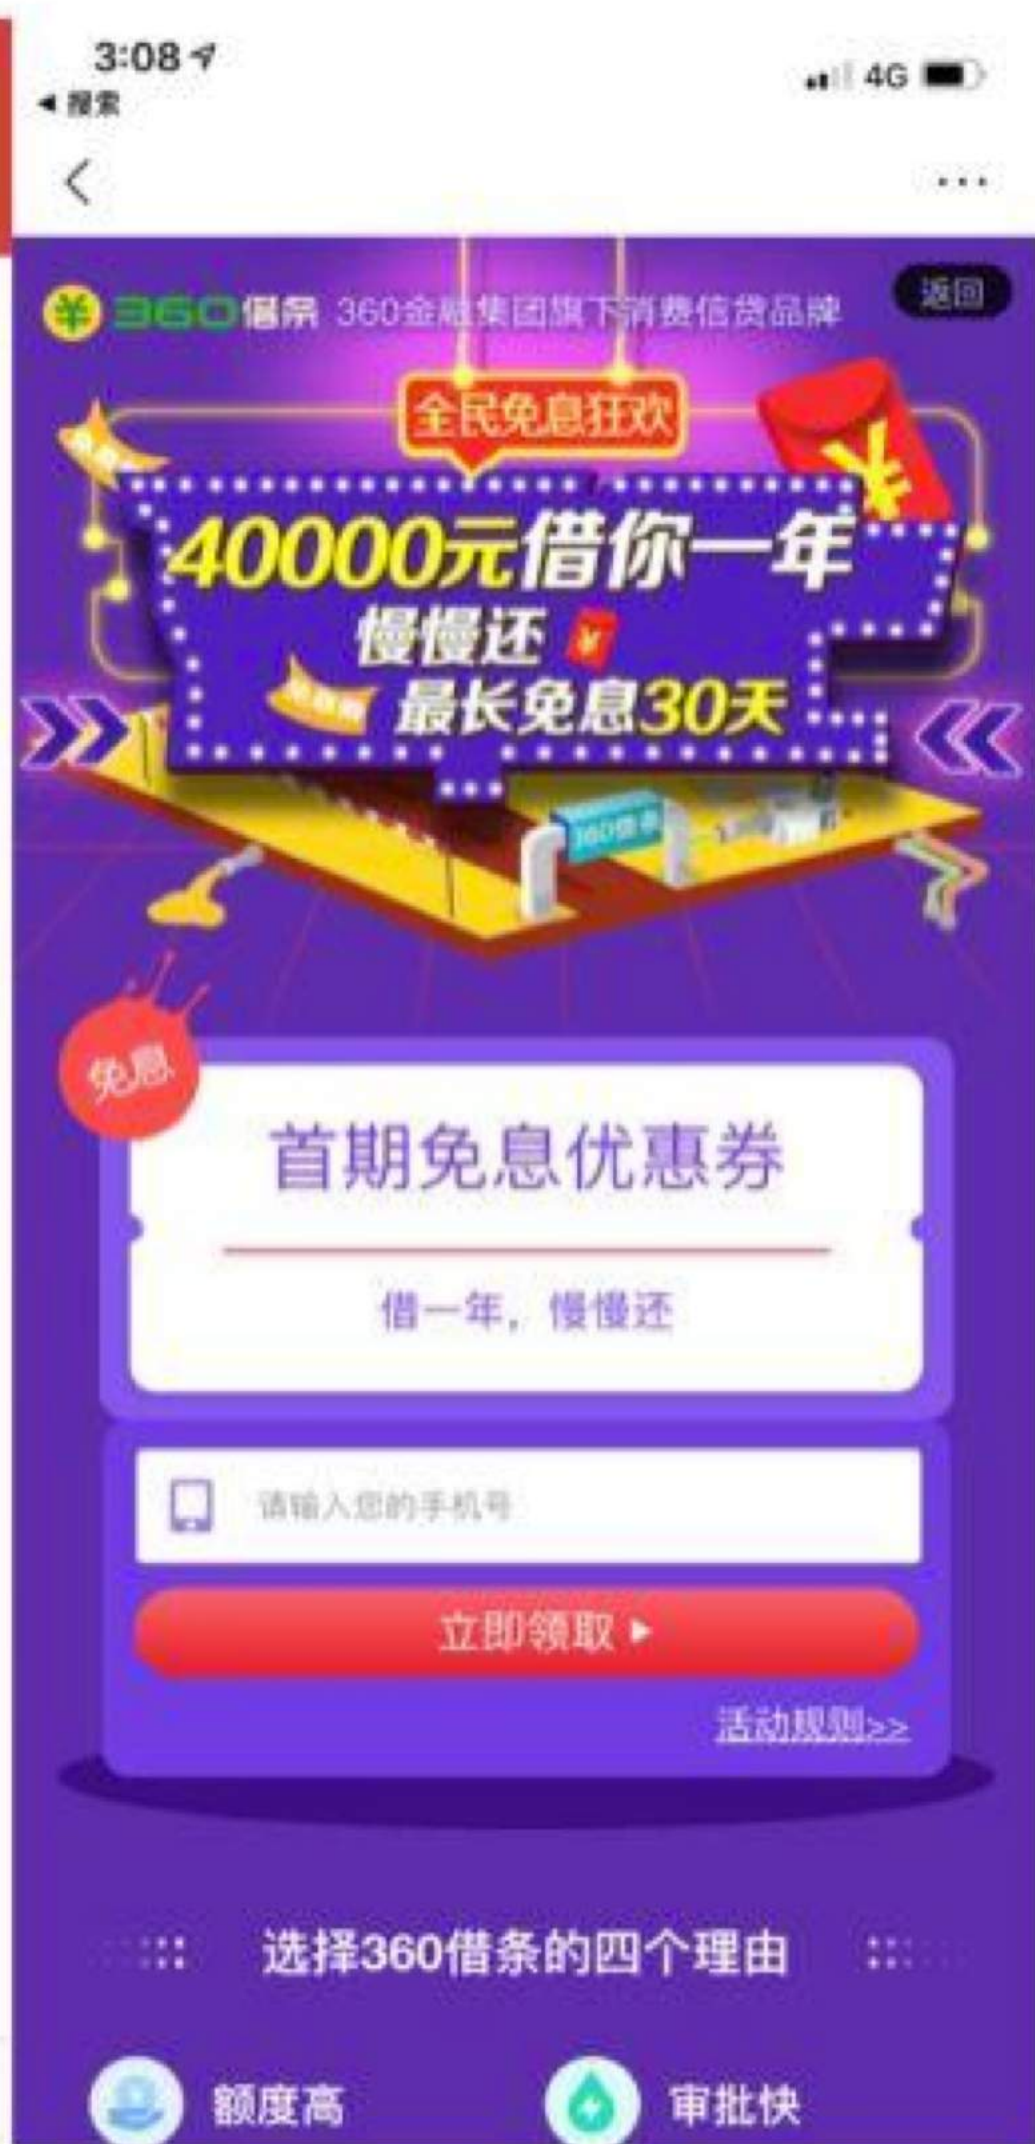 3:08
4G
搜索
360借条 360金融集团旗下消费信贷品牌
返回
全民免息狂欢
40000元借你一年
慢慢还
最长免息30天
360借条
免息
首期免息优惠券
借一年，慢慢还
请输入您的手机号
立即领取
活动规则>>
选择360借条的四个理由
额度高
审批快